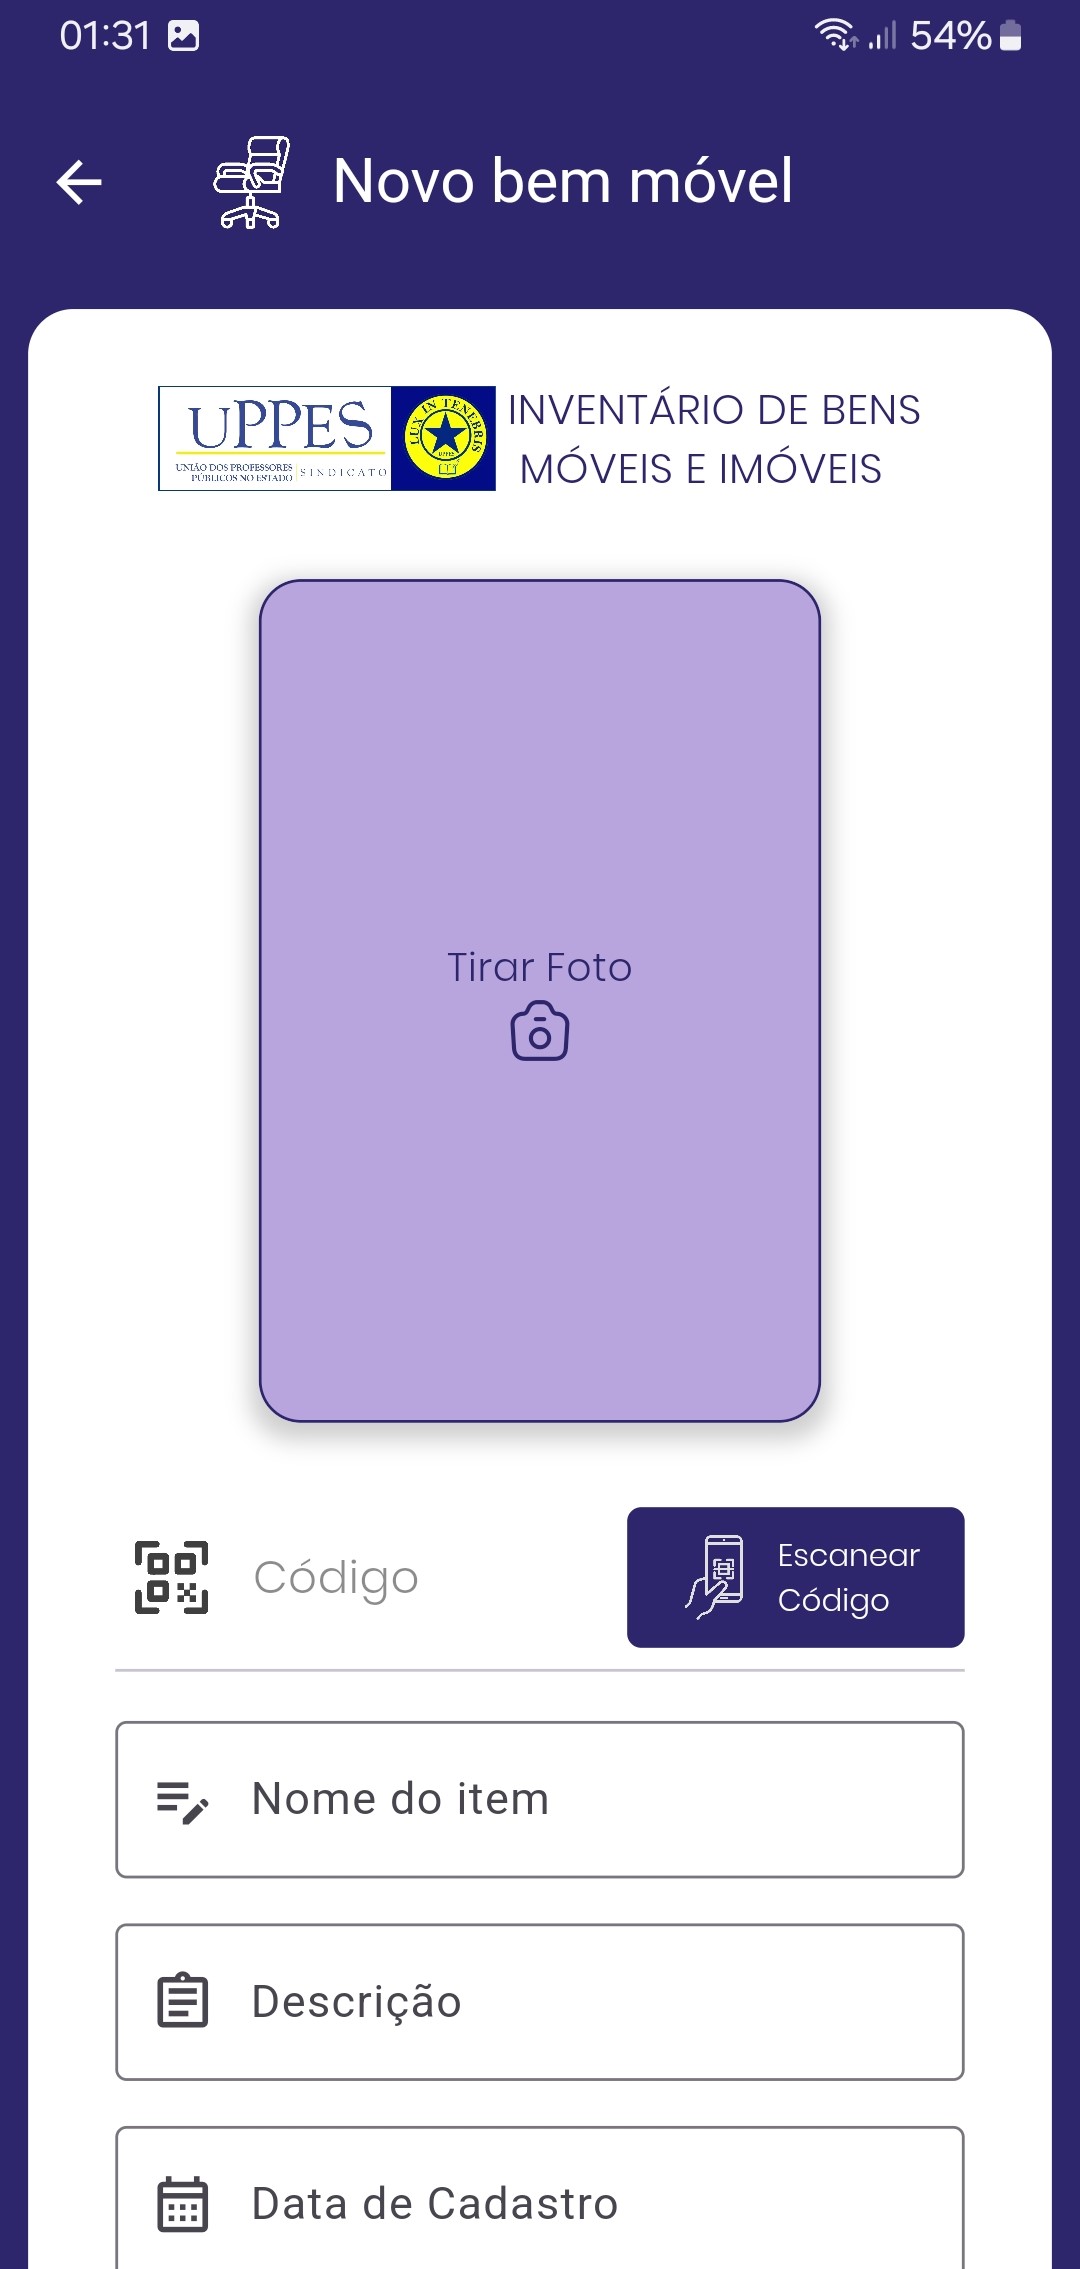 01:31
54%
Novo bem móvel
UPPES
UNIÃO DOS PROFESSORES
PÚBLICOS NO ESTADO
SINDICATO
LUX IN TENEBRIS
UPPES
INVENTÁRIO DE BENS
MÓVEIS E IMÓVEIS
Tirar Foto
Código
Escanear
Código
Nome do item
Descrição
Data de Cadastro